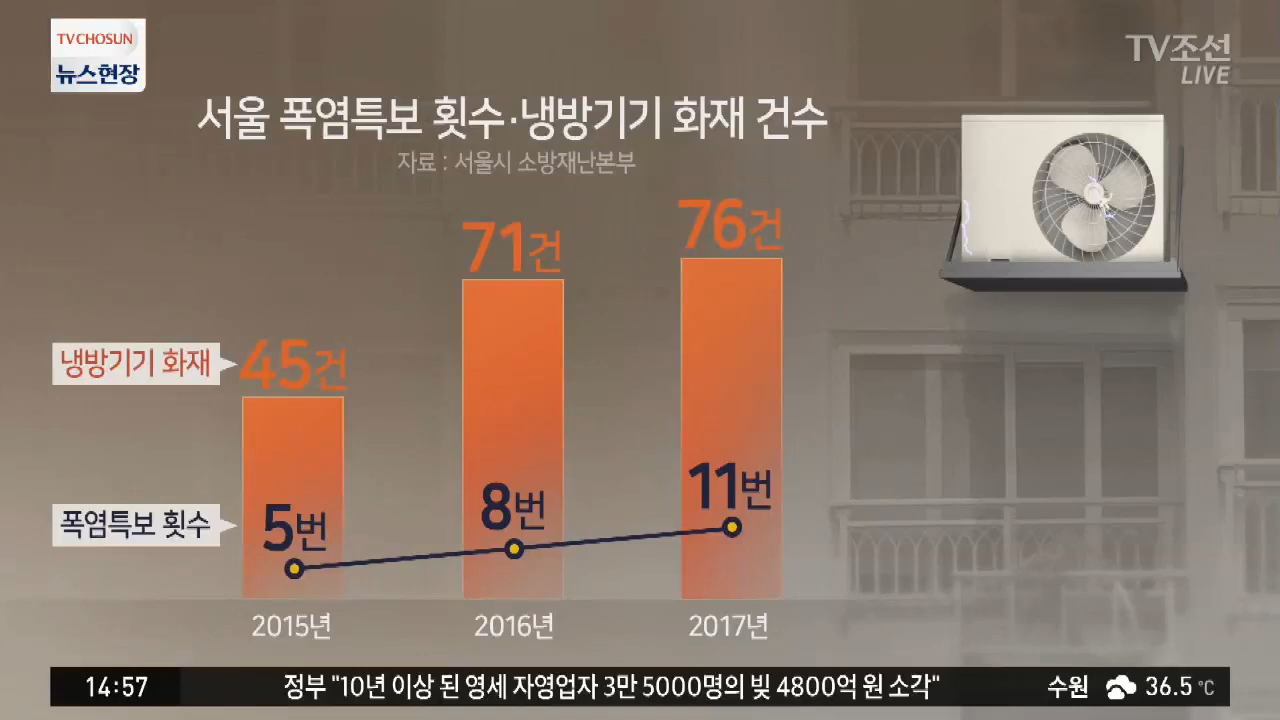 TV CHOSUN
뉴스현장
TV조선
LIVE
서울 폭염특보 횟수·냉방기기 화재 건수
자료 : 서울시 소방재난본부
76건
71건
냉방기기 화재
45건
11번
8번
폭염특보 횟수
5번
2015년
2016년
2017년
14:57
정부 "10년 이상 된 영세 자영업자 3만 5000명의 빚 4800억 원 소각"
수원
36.5 ℃